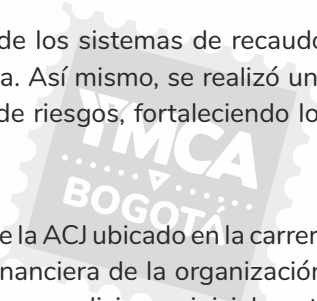 de los sistemas de recaudo
a. Así mismo, se realizó un
de riesgos, fortaleciendo lo
YMCA
BOGOTÁ
e la ACJ ubicado en la carrer
nanciera de la organización